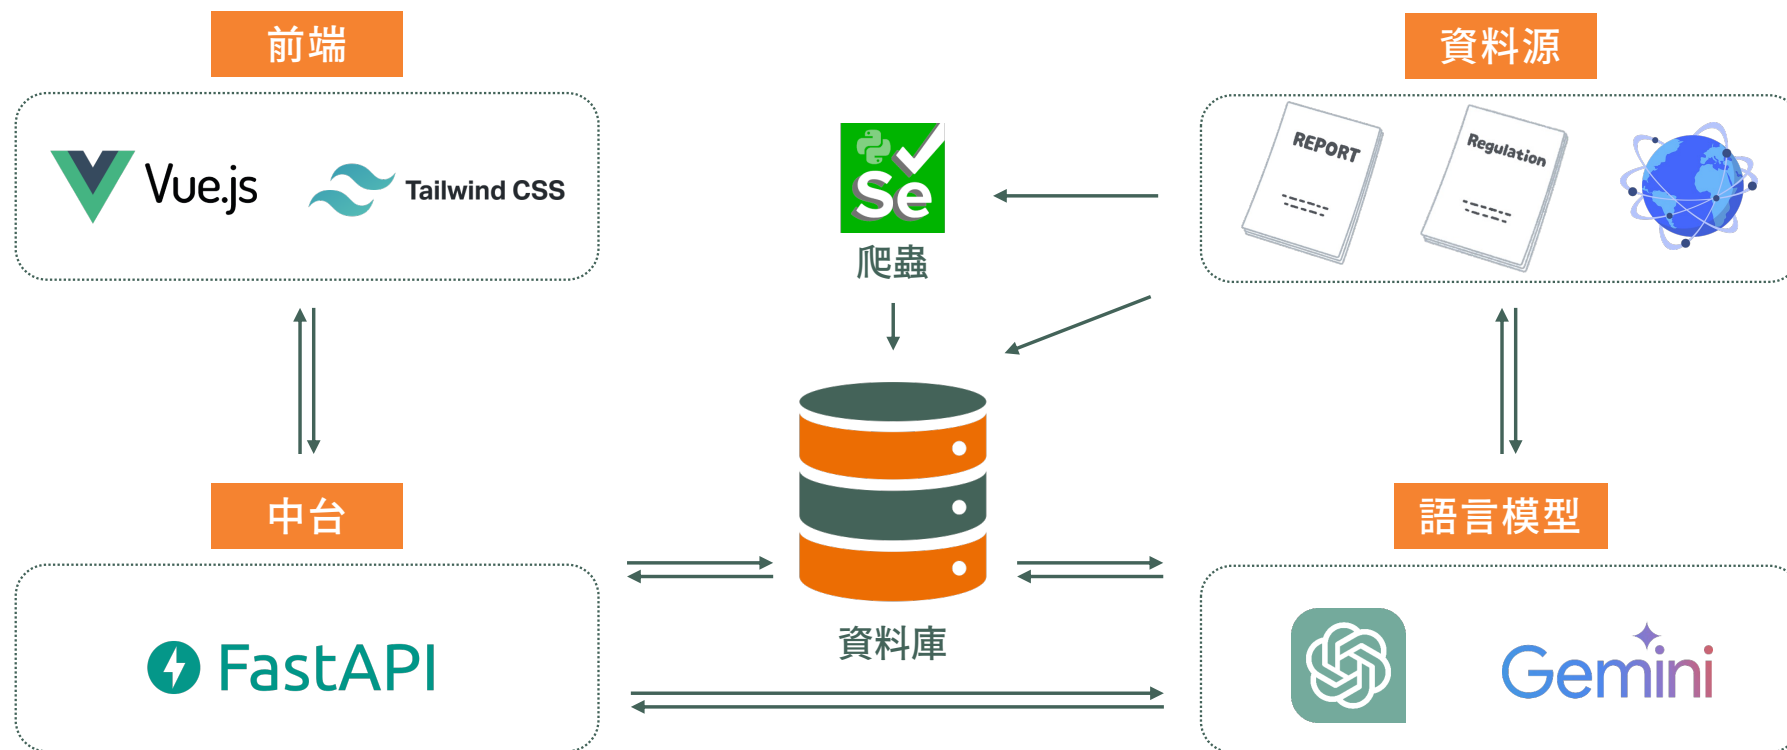 前端
資料源
Vue.js
Tailwind CSS
Se
REPORT
Regulation
爬蟲
中台
語言模型
FastAPI
資料庫
Gemini